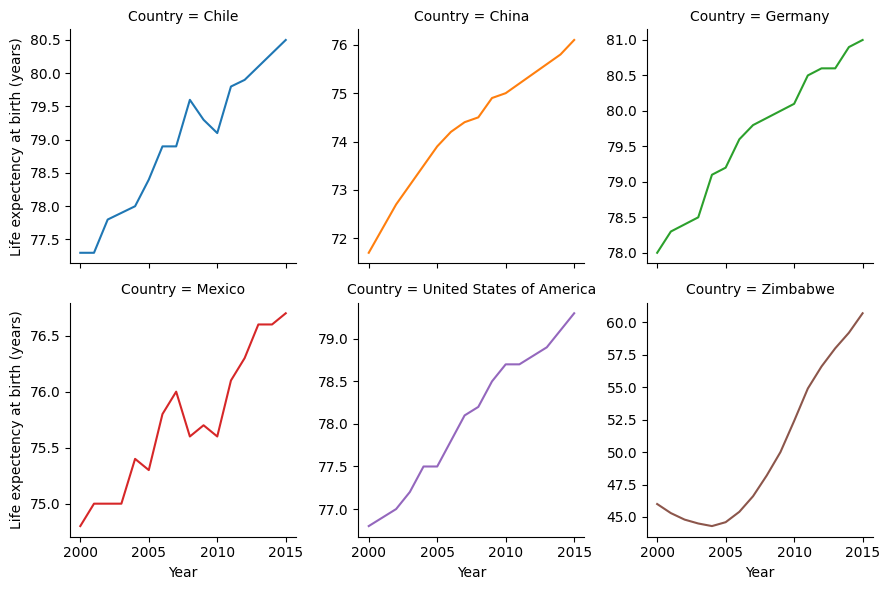 Country = Chile
Country = China
Country = Germany
Life expectency at birth (years)
80.5
80.0
79.5
79.0
78.5
78.0
77.5
76
75
74
73
72
81.0
80.5
80.0
79.5
79.0
78.5
78.0
Country = Mexico
Country = United States of America
Country = Zimbabwe
Life expectency at birth (years)
76.5
76.0
75.5
75.0
79.0
78.5
78.0
77.5
77.0
60.0
57.5
55.0
52.5
50.0
47.5
45.0
2000 2005 2010 2015
2000 2005 2010 2015
2000 2005 2010 2015
Year
Year
Year